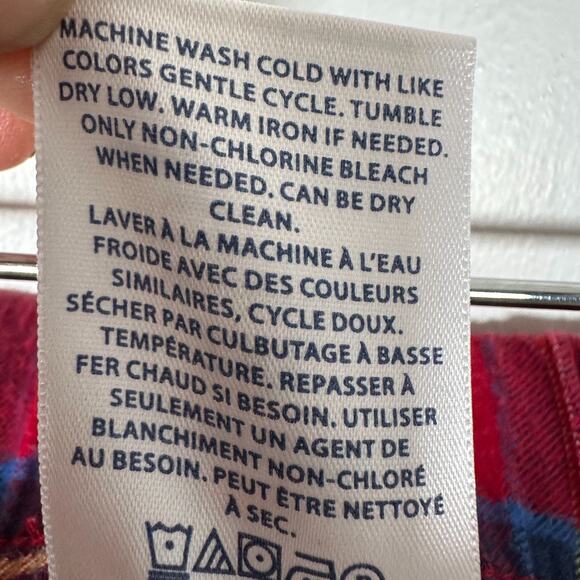 MACHINE WASH COLD WITH LIKE
COLORS GENTLE CYCLE. TUMBLE
DRY LOW. WARM IRON IF NEEDED.
ONLY NON-CHLORINE BLEACH
WHEN NEEDED. CAN BE DRY
CLEAN.
LAVER À LA MACHINE À L'EAU
FROIDE AVEC DES COULEURS
SIMILAIRES, CYCLE DOUX.
SÉCHER PAR CULBUTAGE À BASSE
TEMPÉRATURE. REPASSER À
FER CHAUD SI BESOIN. UTILISER
SEULEMENT UN AGENT DE
BLANCHIMENT NON-CHLORÉ
AU BESOIN. PEUT ÊTRE NETTOYÉ
À SEC.